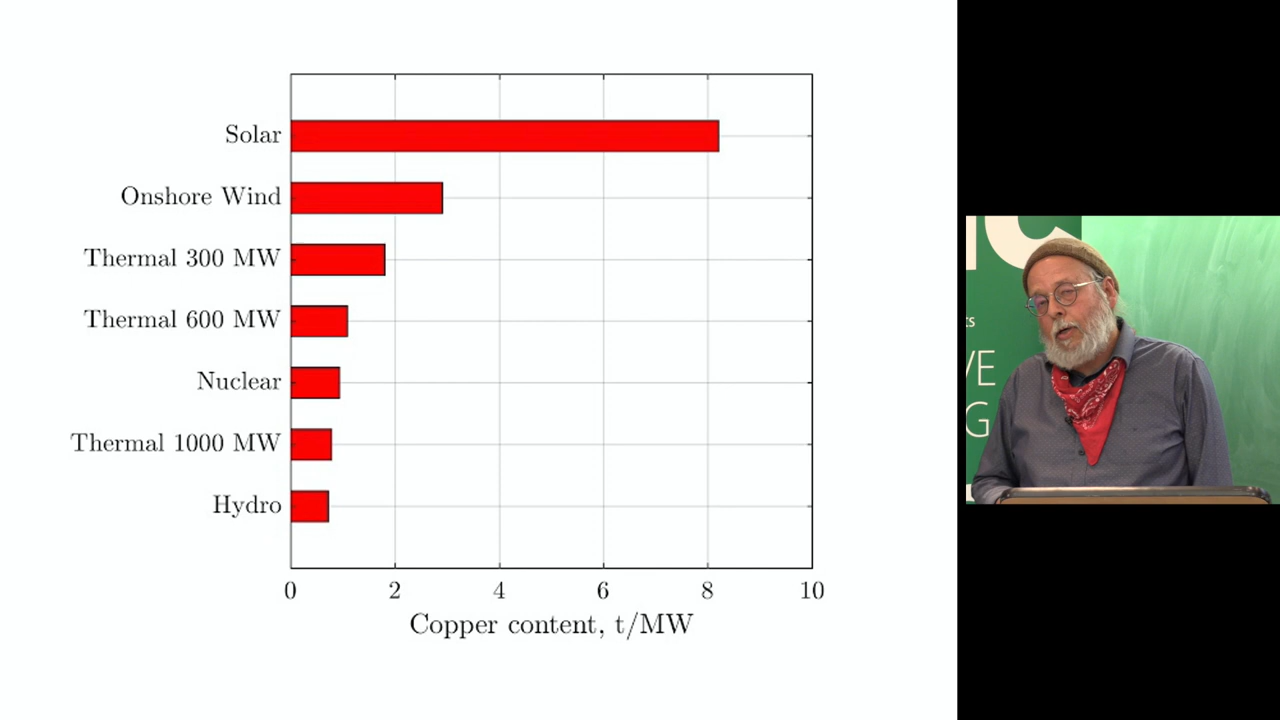 Solar
Onshore Wind
Thermal 300 MW
Thermal 600 MW
Nuclear
Thermal 1000 MW
Hydro
0 2 4 6 8 10
Copper content, t/MW